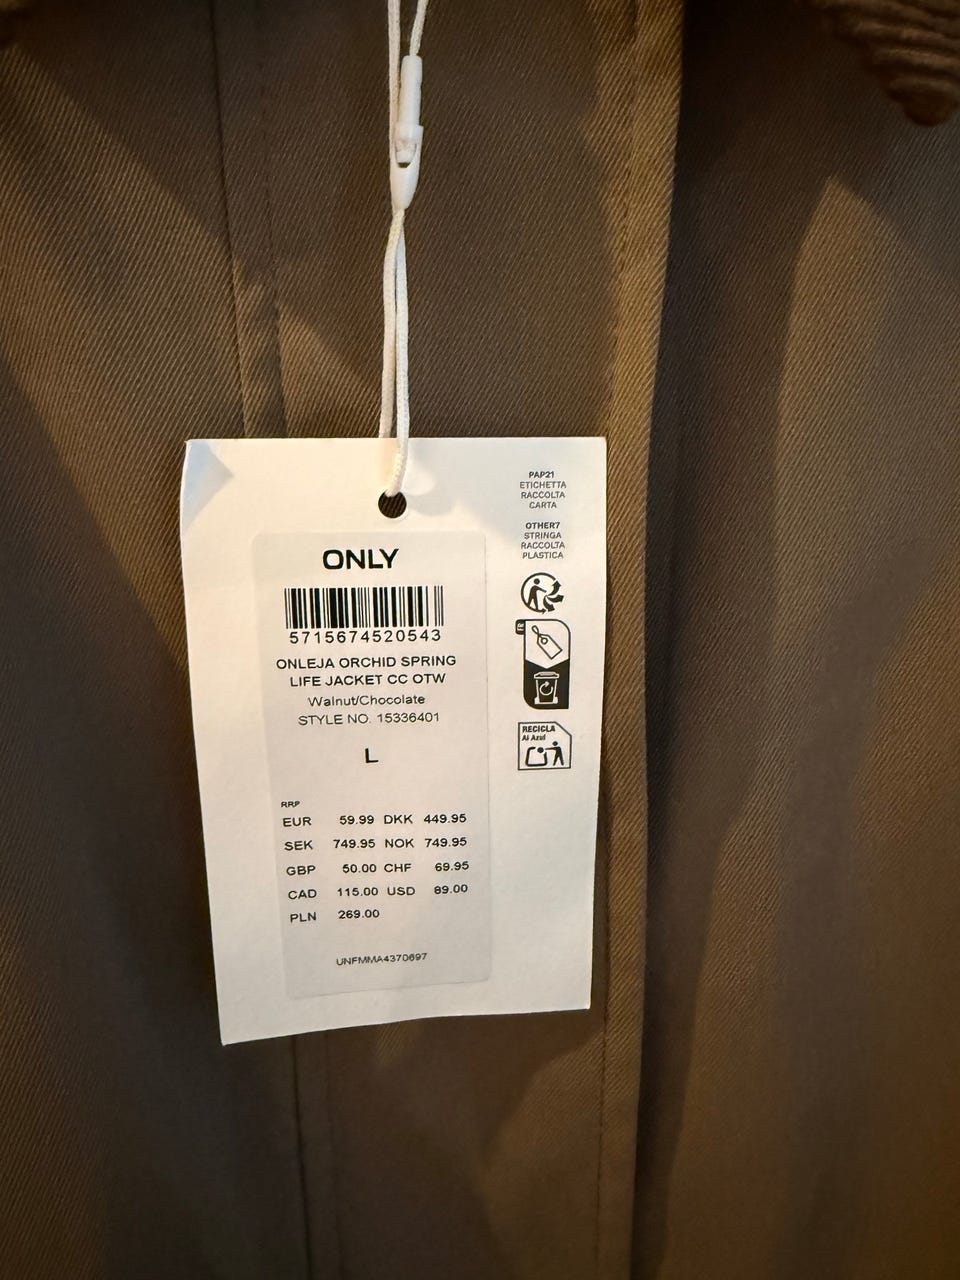 ONLY
5715674520543
ONLEJA ORCHID SPRING
LIFE JACKET CC OTW
Walnut/Chocolate
STYLE NO. 15336401
L
RRP
EUR 59.99 DKK 449.95
SEK 749.95 NOK 749.95
GBP 50.00 CHF 69.95
CAD 115.00 USD 89.00
PLN 269.00
UNFMMA4370697
PAP21
ETICHETTA
RACCOLTA
CARTA
OTHER7
STRINGA
RACCOLTA
PLASTICA
FR
RECICLA
Al Azul